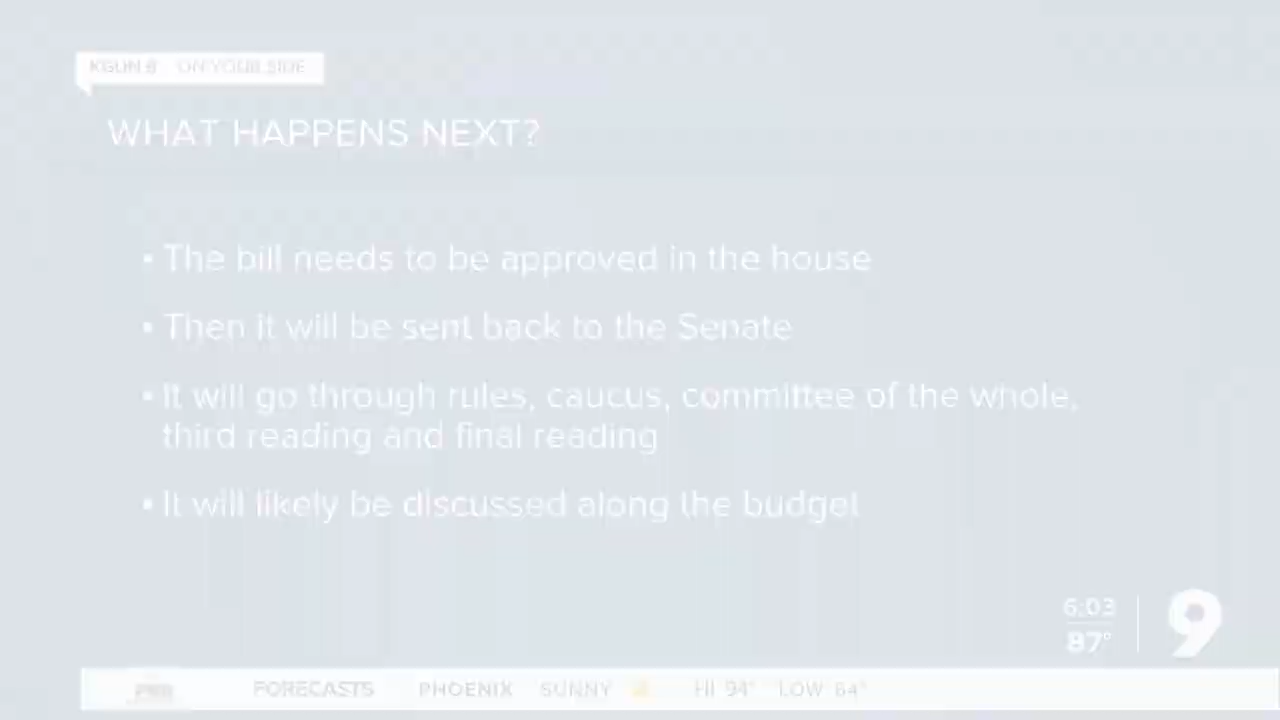 KGUN 9 ON YOUR SIDE
WHAT HAPPENS NEXT?
• The bill needs to be approved in the house
• Then it will be sent back to the Senate
• It will go through rules, caucus, committee of the whole,
third reading and final reading
• It will likely be discussed along the budget
6:03
87°
9
FORECASTS PHOENIX SUNNY HI 94° LOW 64°